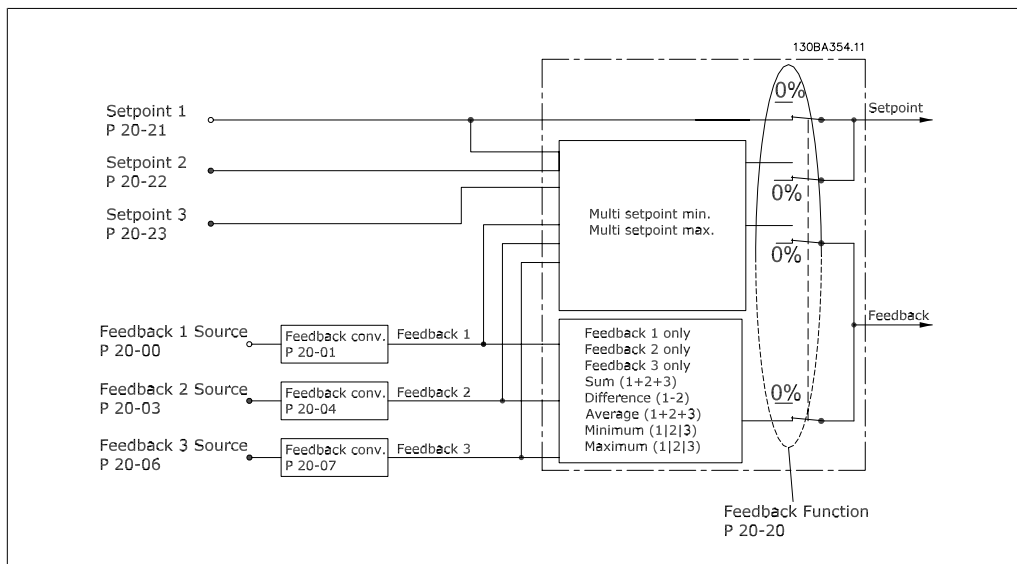 130BA354.11
0%
Setpoint 1
P 20-21
Setpoint
Setpoint 2
P 20-22
0%
Setpoint 3
P 20-23
Multi setpoint min.
Multi setpoint max.
0%
Feedback
Feedback 1 Source
P 20-00
Feedback conv.
P 20-01
Feedback 1
Feedback 2 Source
P 20-03
Feedback conv.
P 20-04
Feedback 2
Feedback 3 Source
P 20-06
Feedback conv.
P 20-07
Feedback 3
Feedback 1 only
Feedback 2 only
Feedback 3 only
Sum (1+2+3)
Difference (1-2)
Average (1+2+3)
Minimum (1|2|3)
Maximum (1|2|3)
0%
Feedback Function
P 20-20